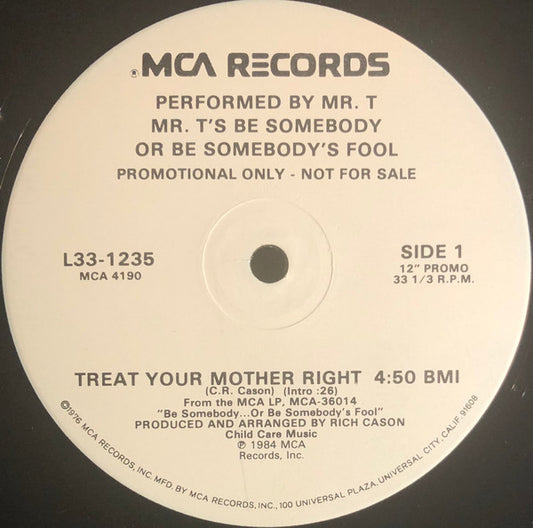 MCA RECORDS
PERFORMED BY MR. T
MR. T'S BE SOMEBODY
OR BE SOMEBODY'S FOOL
PROMOTIONAL ONLY - NOT FOR SALE
L33-1235
MCA 4190
SIDE 1
12" PROMO
33 1/3 R.P.M.
TREAT YOUR MOTHER RIGHT 4:50 BMI
(C.R. Cason) (Intro :26)
From the MCA LP, MCA-36014
"Be Somebody...Or Be Somebody's Fool"
PRODUCED AND ARRANGED BY RICH CASON
Child Care Music
℗ 1984 MCA
Records, Inc.
©1976 MCA RECORDS, INC. MFD. BY MCA RECORDS, INC., 100 UNIVERSAL PLAZA, UNIVERSAL CITY, CALIF. 91608